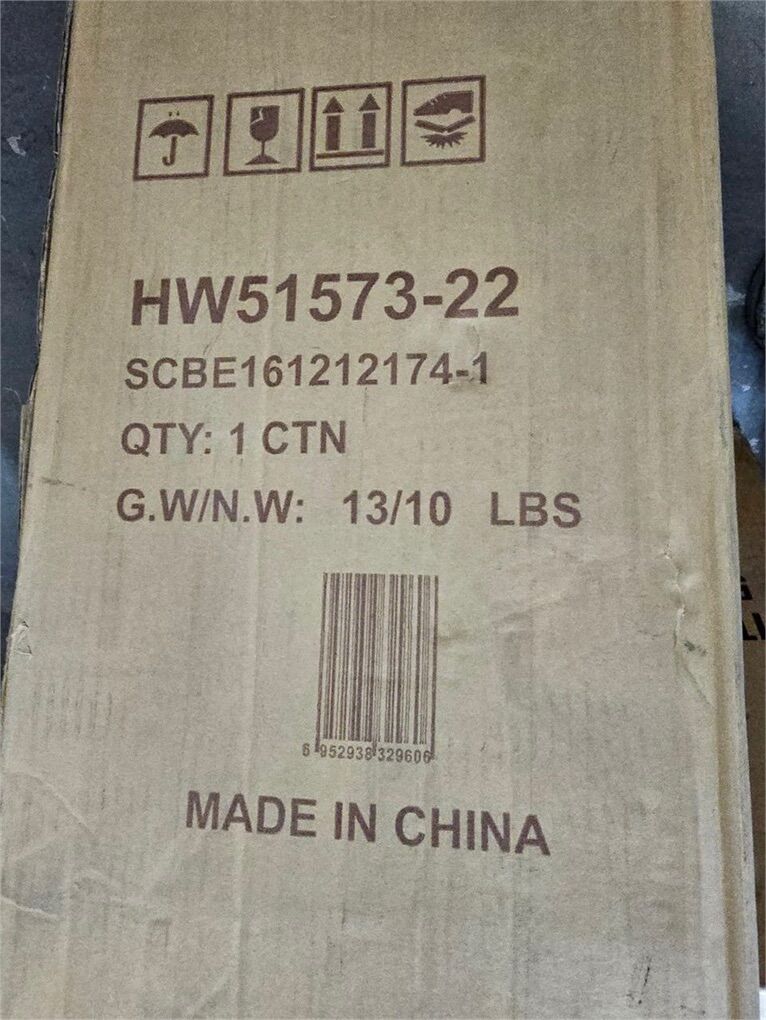 HW51573-22
SCBE161212174-1
QTY: 1 CTN
G.W/N.W: 13/10 LBS
6 952938 329606
MADE IN CHINA